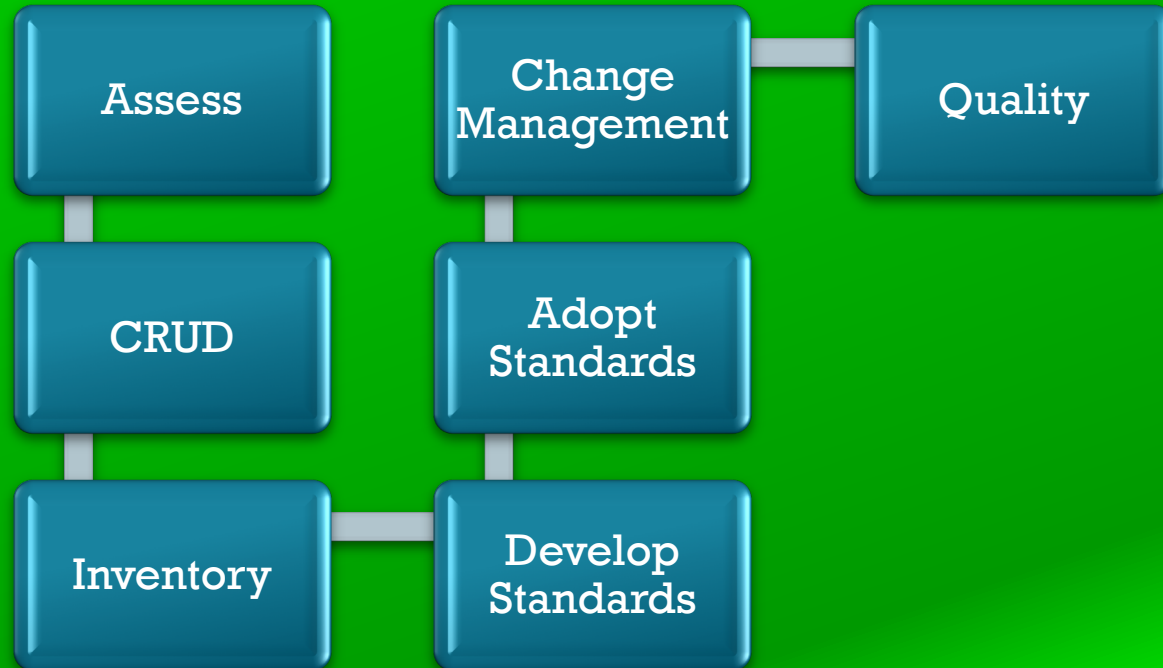 Assess
CRUD
Inventory
Develop
Standards
Adopt
Standards
Change
Management
Quality